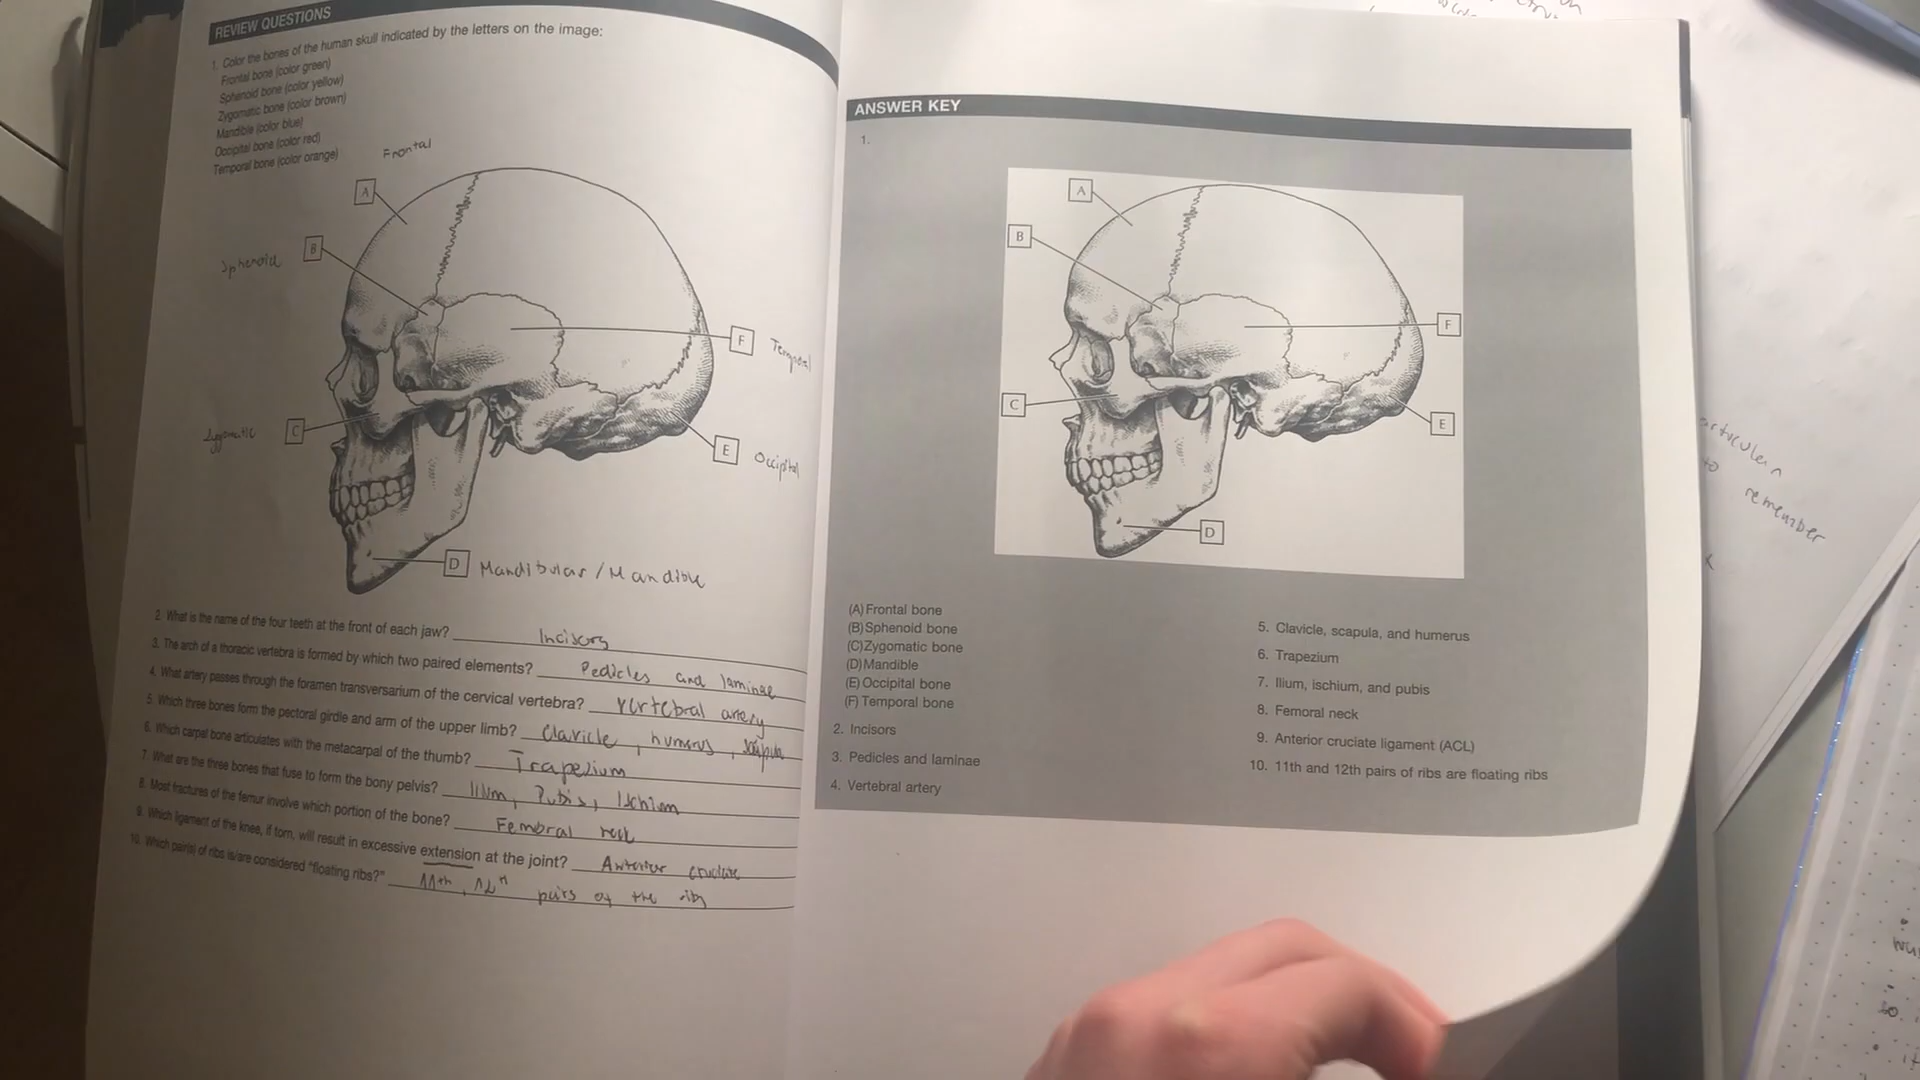 REVIEW QUESTIONS
1. Color the bones of the human skull indicated by the letters on the image:
Frontal bone (color green)
Sphenoid bone (color yellow)
Zygomatic bone (color brown)
Mandible (color blue)
Occipital bone (color red)
Temporal bone (color orange)
Frontal
A
Sphenoid
B
F Temporal
Zygomatic
C
E Occipital
D Mandibular / Mandible
2. What is the name of the four teeth at the front of each jaw? Incisors
3. The arch of a thoracic vertebra is formed by which two paired elements? Pedicles and laminae
4. What artery passes through the foramen transversarium of the cervical vertebra? vertebral artery
5. Which three bones form the pectoral girdle and arm of the upper limb? Clavicle, humerus, scapula
6. Which carpal bone articulates with the metacarpal of the thumb? Trapezium
7. What are the three bones that fuse to form the bony pelvis? Ilium, Pubis, Ischium
8. Most fractures of the femur involve which portion of the bone? Femoral neck
9. Which ligament of the knee, if torn, will result in excessive extension at the joint? Anterior cruciate
10. Which pair(s) of ribs is/are considered "floating ribs?" 11th, 12th pairs of the rib
ANSWER KEY
1.
A
B
F
C
E
D
(A) Frontal bone
(B) Sphenoid bone
(C) Zygomatic bone
(D) Mandible
(E) Occipital bone
(F) Temporal bone
2. Incisors
3. Pedicles and laminae
4. Vertebral artery
5. Clavicle, scapula, and humerus
6. Trapezium
7. Ilium, ischium, and pubis
8. Femoral neck
9. Anterior cruciate ligament (ACL)
10. 11th and 12th pairs of ribs are floating ribs
to remember